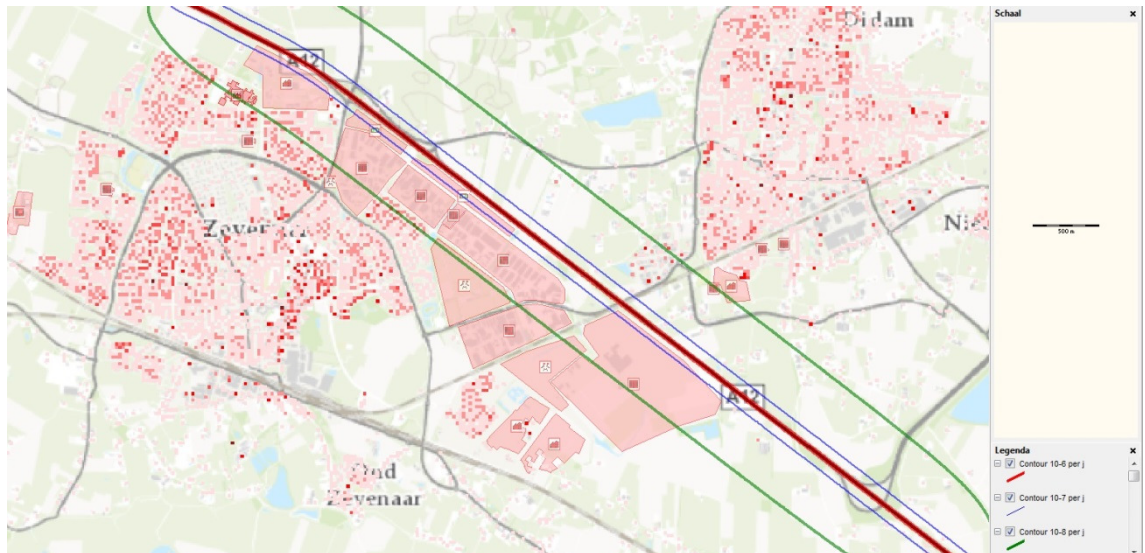 Didam
A12
Zevenaar
Nie
A12
Oud
Zevenaar
Schaal
500 m
Legenda
Contour 10-6 per j
Contour 10-7 per j
Contour 10-8 per j